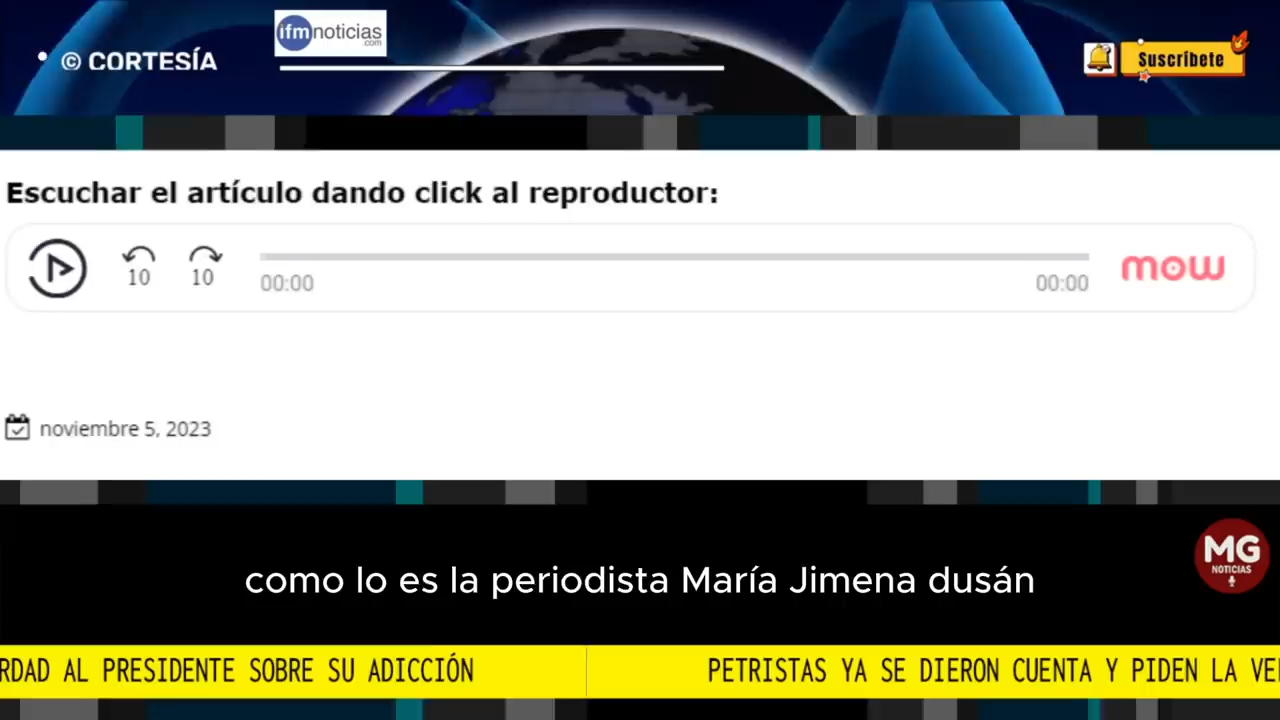 © CORTESÍA
ifmnoticias
.com
Suscríbete
Escuchar el artículo dando click al reproductor:
10
10
00:00
00:00
mow
noviembre 5, 2023
como lo es la periodista María Jimena dusán
MG
NOTICIAS
RDAD AL PRESIDENTE SOBRE SU ADICCIÓN
PETRISTAS YA SE DIERON CUENTA Y PIDEN LA VE